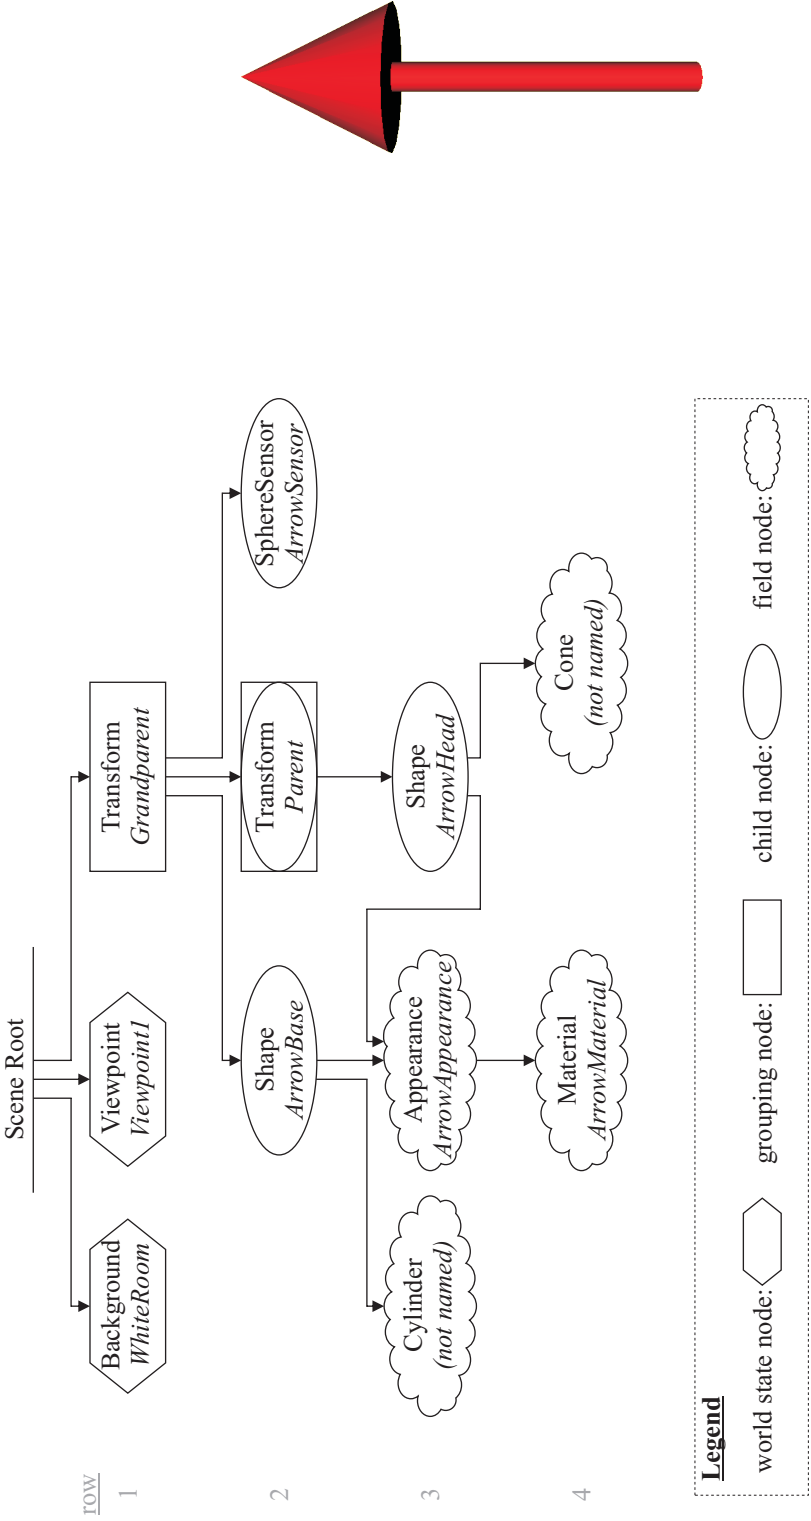 Scene Root
row
1
Background
WhiteRoom
Viewpoint
Viewpoint1
Transform
Grandparent
2
Shape
ArrowBase
Transform
Parent
SphereSensor
ArrowSensor
3
Cylinder
(not named)
Appearance
ArrowAppearance
Shape
ArrowHead
4
Material
ArrowMaterial
Cone
(not named)
Legend
world state node:
grouping node:
child node:
field node: